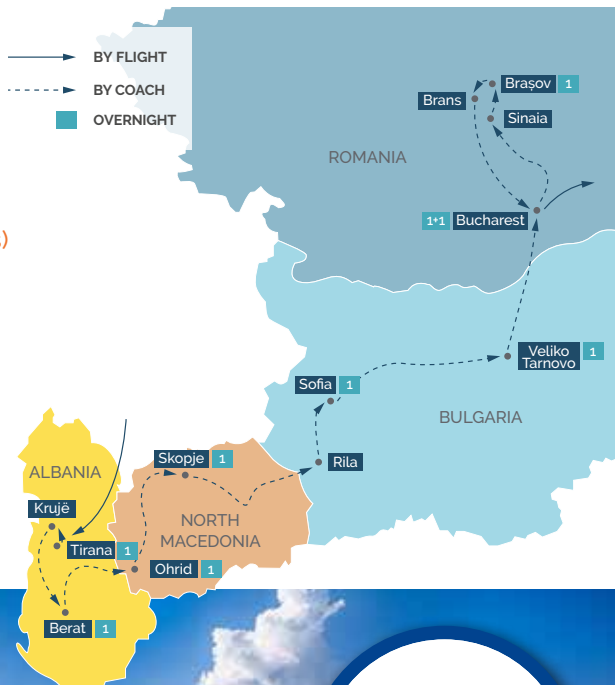 BY FLIGHT
BY COACH
OVERNIGHT
)
Brașov 1
Brans
Sinaia
ROMANIA
1+1 Bucharest
Veliko
Tarnovo 1
Sofia 1
BULGARIA
Skopje 1
Rila
ALBANIA
Krujë
NORTH
MACEDONIA
Tirana 1
Ohrid 1
Berat 1